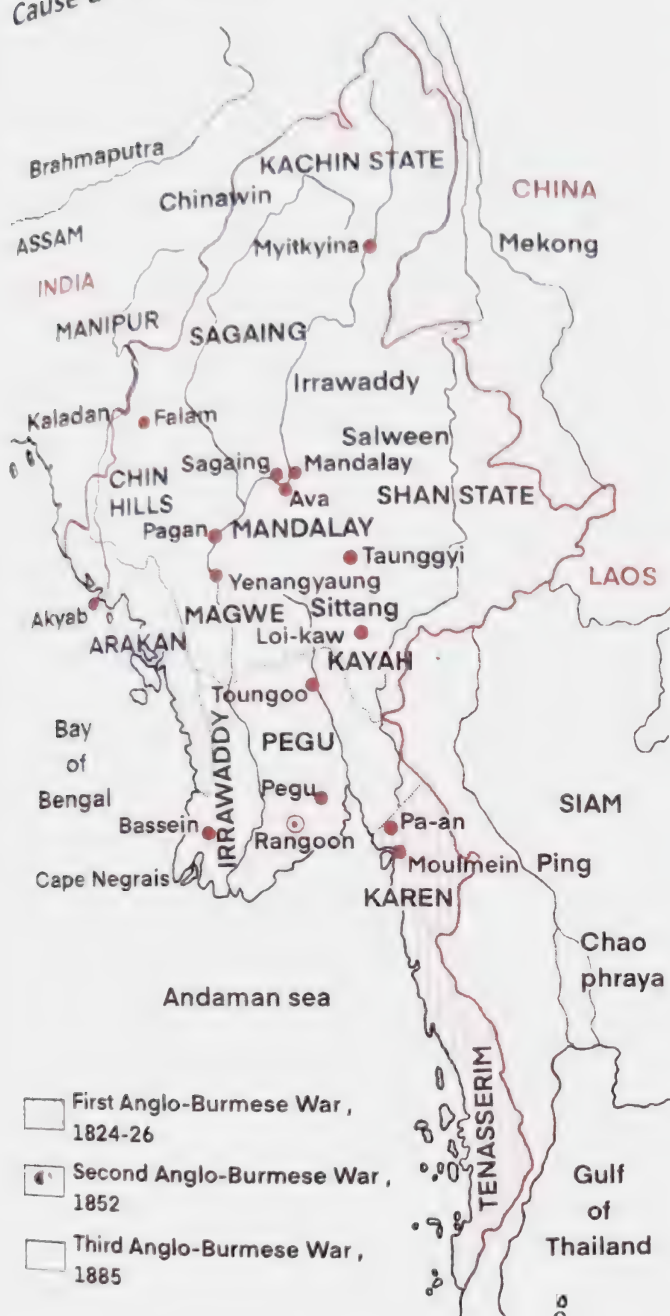 Cause
Brahmaputra
KACHIN STATE
Chinawin
CHINA
ASSAM
Myitkyina
Mekong
INDIA
MANIPUR
SAGAING
Irrawaddy
Kaladan
Falam
Salween
Sagaing
Mandalay
CHIN
HILLS
Ava
SHAN STATE
Pagan
MANDALAY
Taunggyi
Yenangyaung
LAOS
Akyab
MAGWE
Sittang
ARAKAN
Loi-kaw
KAYAH
Toungoo
Bay
of
Bengal
IRRAWADDY
PEGU
Pegu
SIAM
Bassein
Rangoon
Pa-an
Moulmein
Ping
Cape Negrais
KAREN
Chao
phraya
Andaman sea
TENASSERIM
First Anglo-Burmese War,
1824-26
Second Anglo-Burmese War,
1852
Third Anglo-Burmese War,
1885
Gulf
of
Thailand